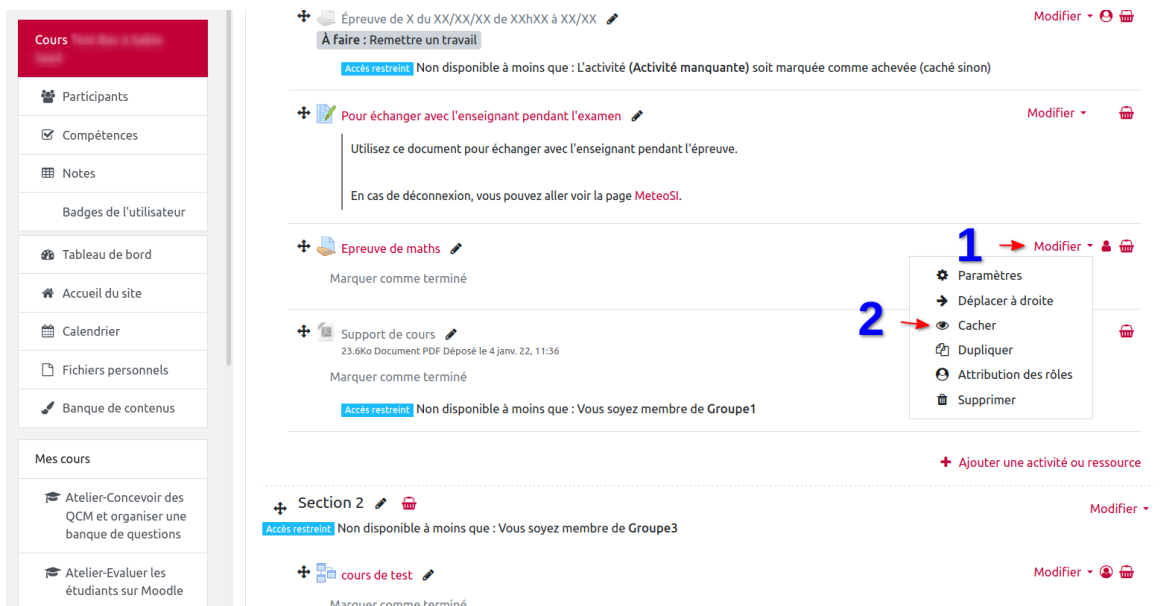 Cours
Participants
Compétences
Notes
Badges de l'utilisateur
Tableau de bord
Accueil du site
Calendrier
Fichiers personnels
Banque de contenus
Mes cours
Atelier-Concevoir des
QCM et organiser une
banque de questions
Atelier-Evaluer les
étudiants sur Moodle
Épreuve de X du XX/XX/XX de XXhXX à XX/XX
Modifier
À faire : Remettre un travail
Accès restreint Non disponible à moins que : L'activité (Activité manquante) soit marquée comme achevée (caché sinon)
Pour échanger avec l'enseignant pendant l'examen
Modifier
Utilisez ce document pour échanger avec l'enseignant pendant l'épreuve.
En cas de déconnexion, vous pouvez aller voir la page MeteoSI.
Epreuve de maths
1
Modifier
Marquer comme terminé
Paramètres
Déplacer à droite
2
Cacher
Dupliquer
Attribution des rôles
Supprimer
Support de cours
23.6Ko Document PDF Déposé le 4 janv. 22, 11:36
Marquer comme terminé
Accès restreint Non disponible à moins que : Vous soyez membre de Groupe1
Ajouter une activité ou ressource
Section 2
Modifier
Accès restreint Non disponible à moins que : Vous soyez membre de Groupe3
cours de test
Modifier
Marquer comme terminé